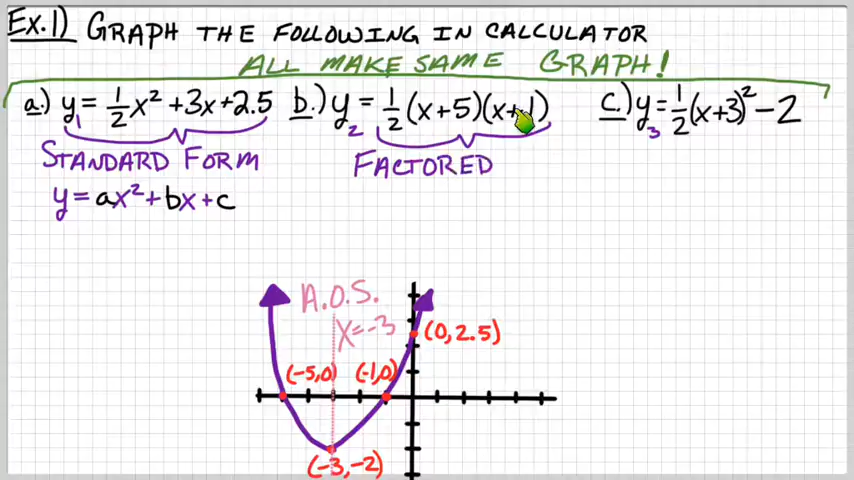 Ex.1) GRAPH THE FOLLOWING IN CALCULATOR
ALL MAKE SAME GRAPH!
a.) y₁ = 1/2x² + 3x + 2.5 b.) y₂ = 1/2(x+5)(x+1) c.) y₃ = 1/2(x+3)² - 2
STANDARD FORM FACTORED
y = ax² + bx + c
A.O.S.
x = -3
(0, 2.5)
(-5,0) (-1,0)
(-3,-2)